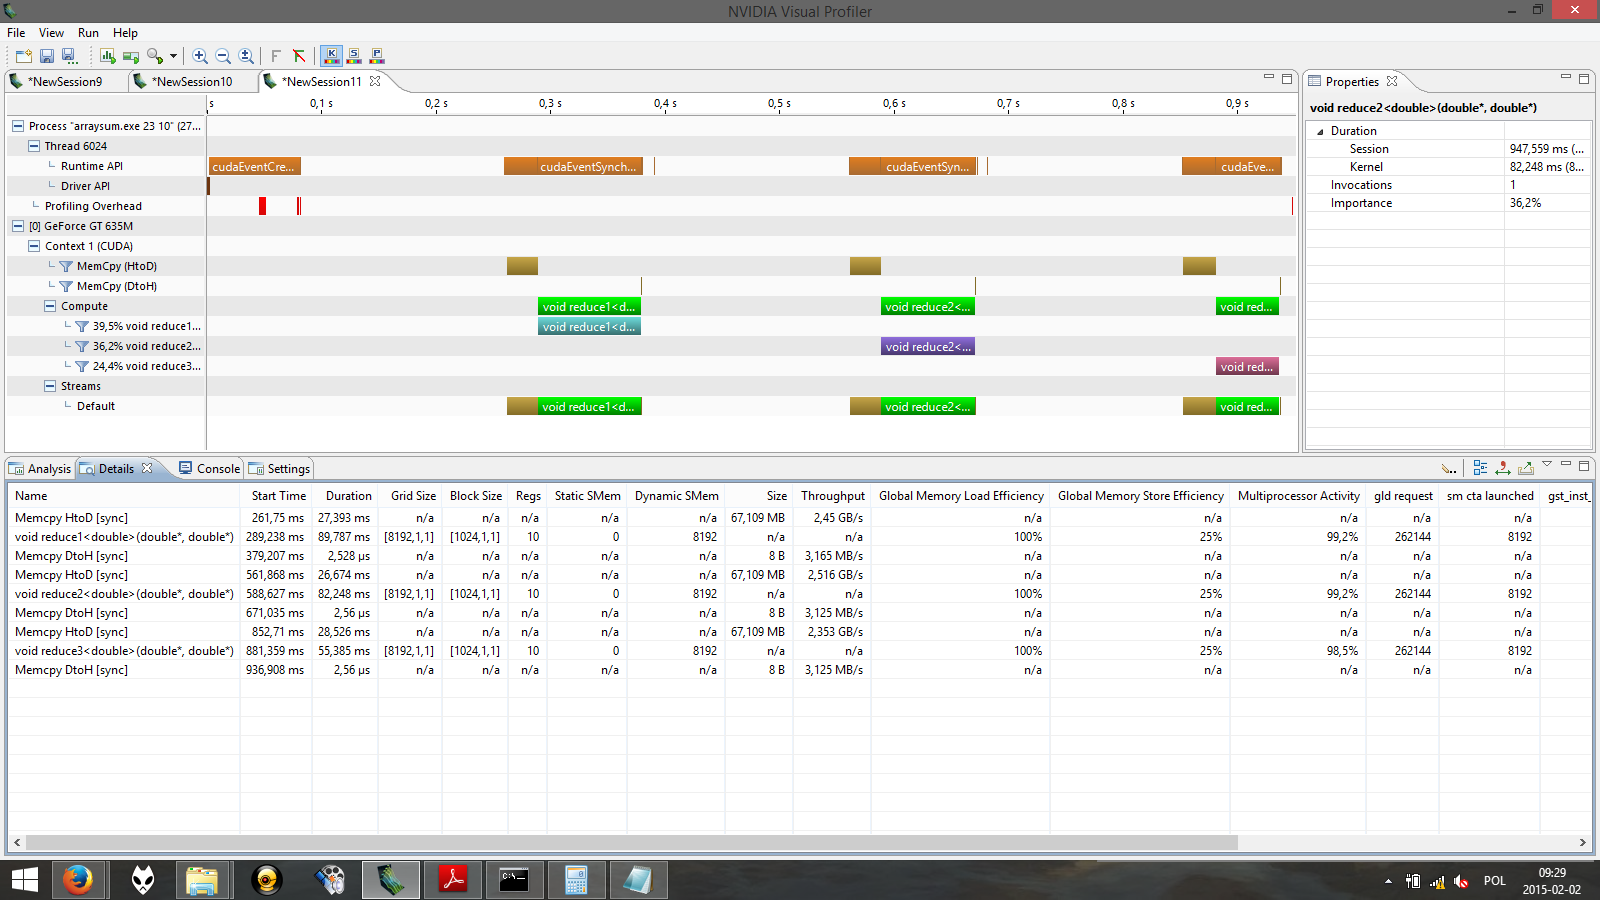 NVIDIA Visual Profiler
File View Run Help
K S P
*NewSession9 *NewSession10 *NewSession11
s 0,1 s 0,2 s 0,3 s 0,4 s 0,5 s 0,6 s 0,7 s 0,8 s 0,9 s
Process "arraysum.exe 23 10" (27...
Thread 6024
Runtime API cudaEventCre... cudaEventSynch... cudaEventSyn... cudaEve...
Driver API
Profiling Overhead
[0] GeForce GT 635M
Context 1 (CUDA)
MemCpy (HtoD)
MemCpy (DtoH)
Compute void reduce1<d... void reduce2<... void red...
39,5% void reduce1... void reduce1<d...
36,2% void reduce2... void reduce2<...
24,4% void reduce3... void red...
Streams
Default void reduce1<d... void reduce2<... void red...
Properties
void reduce2<double>(double*, double*)
Duration
Session 947,559 ms (...
Kernel 82,248 ms (8...
Invocations 1
Importance 36,2%
Analysis Details Console Settings
Name Start Time Duration Grid Size Block Size Regs Static SMem Dynamic SMem Size Throughput Global Memory Load Efficiency Global Memory Store Efficiency Multiprocessor Activity gld request sm cta launched gst_inst_
Memcpy HtoD [sync] 261,75 ms 27,393 ms n/a n/a n/a n/a n/a 67,109 MB 2,45 GB/s n/a n/a n/a n/a n/a
void reduce1<double>(double*, double*) 289,238 ms 89,787 ms [8192,1,1] [1024,1,1] 10 0 8192 n/a n/a 100% 25% 99,2% 262144 8192
Memcpy DtoH [sync] 379,207 ms 2,528 µs n/a n/a n/a n/a n/a 8 B 3,165 MB/s n/a n/a n/a n/a n/a
Memcpy HtoD [sync] 561,868 ms 26,674 ms n/a n/a n/a n/a n/a 67,109 MB 2,516 GB/s n/a n/a n/a n/a n/a
void reduce2<double>(double*, double*) 588,627 ms 82,248 ms [8192,1,1] [1024,1,1] 10 0 8192 n/a n/a 100% 25% 99,2% 262144 8192
Memcpy DtoH [sync] 671,035 ms 2,56 µs n/a n/a n/a n/a n/a 8 B 3,125 MB/s n/a n/a n/a n/a n/a
Memcpy HtoD [sync] 852,71 ms 28,526 ms n/a n/a n/a n/a n/a 67,109 MB 2,353 GB/s n/a n/a n/a n/a n/a
void reduce3<double>(double*, double*) 881,359 ms 55,385 ms [8192,1,1] [1024,1,1] 10 0 8192 n/a n/a 100% 25% 98,5% 262144 8192
Memcpy DtoH [sync] 936,908 ms 2,56 µs n/a n/a n/a n/a n/a 8 B 3,125 MB/s n/a n/a n/a n/a n/a
POL
09:29
2015-02-02